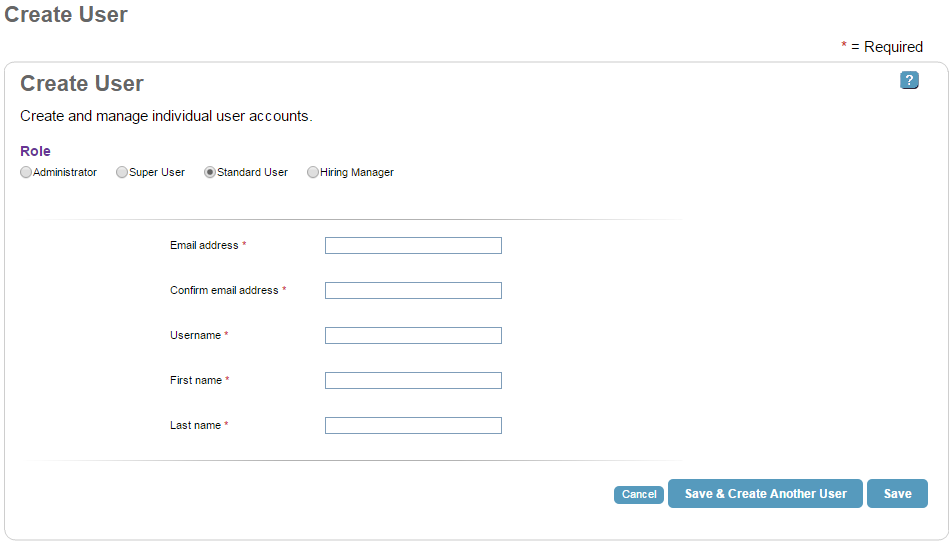 Create User
* = Required
Create User
?
Create and manage individual user accounts.
Role
Administrator Super User Standard User Hiring Manager
Email address *
Confirm email address *
Username *
First name *
Last name *
Cancel Save & Create Another User Save